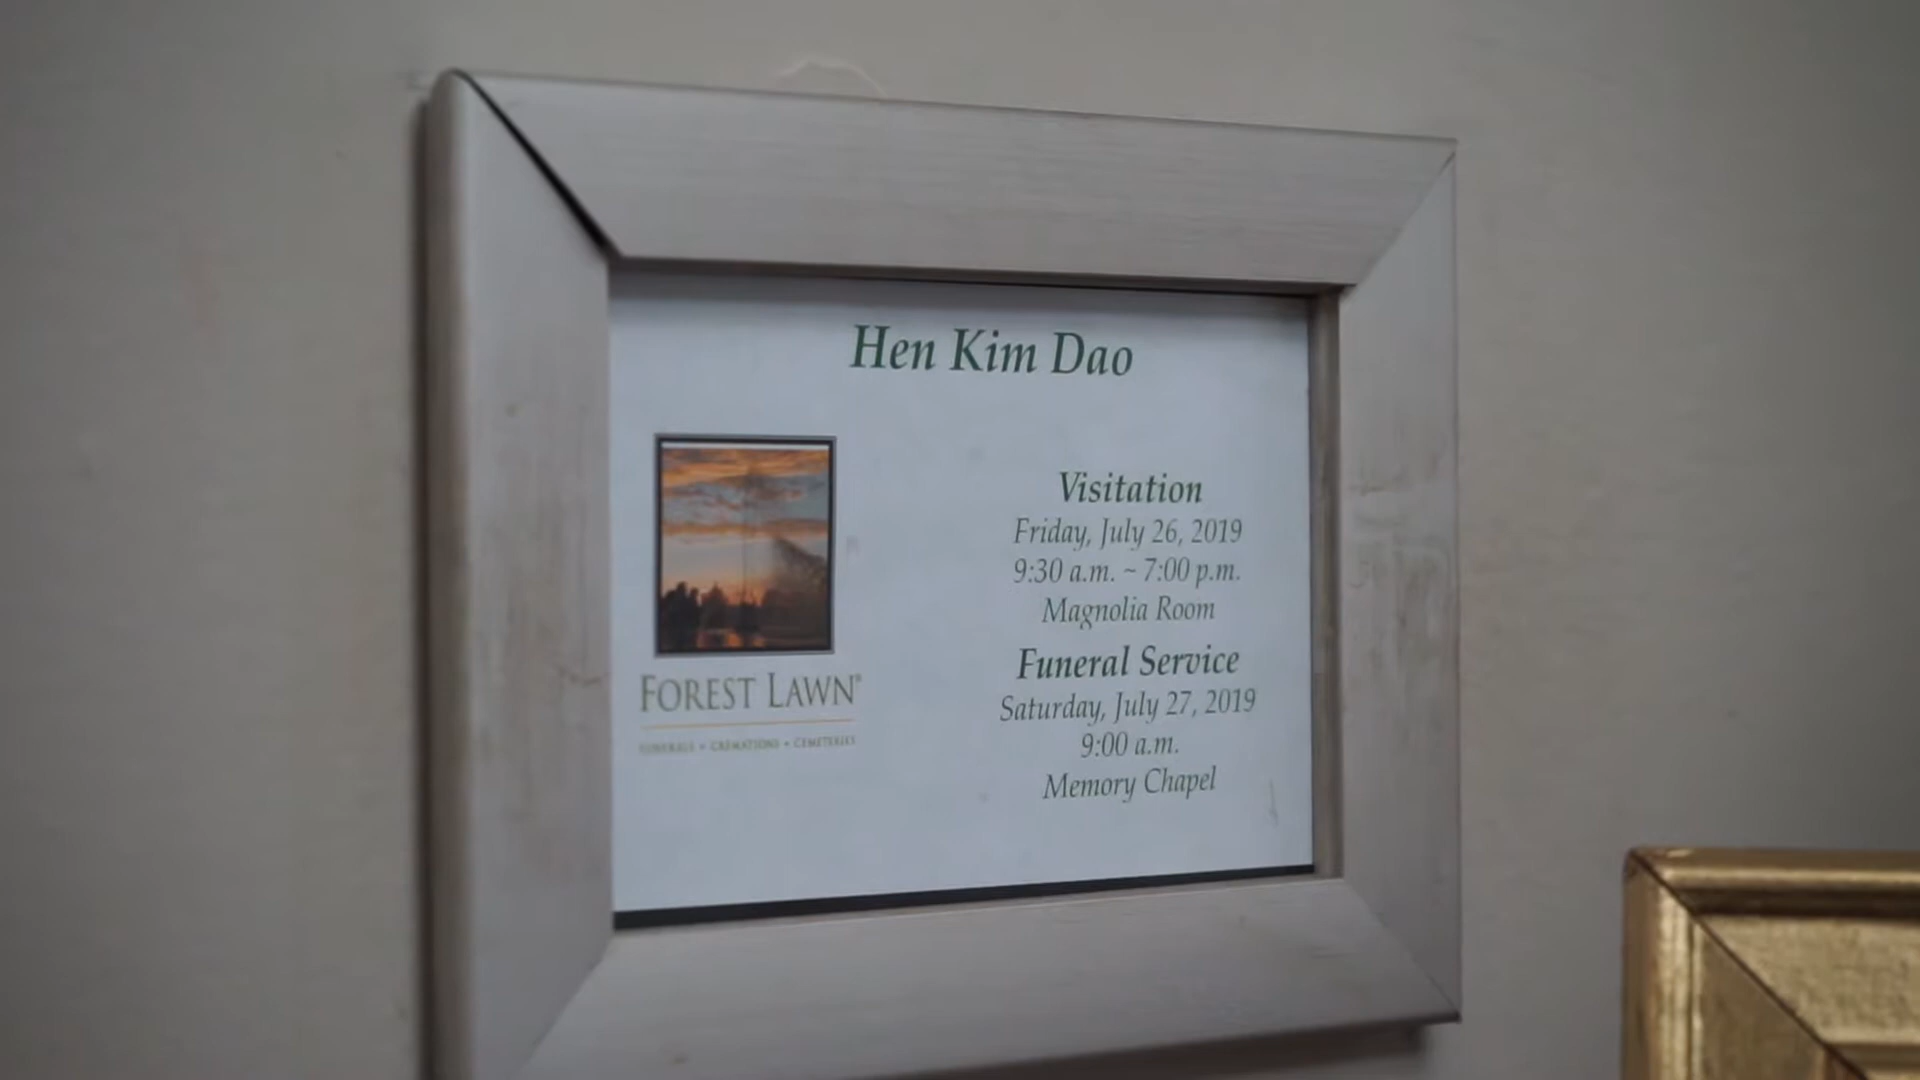 Hen Kim Dao
Visitation
Friday, July 26, 2019
9:30 a.m. ~ 7:00 p.m.
Magnolia Room
Funeral Service
Saturday, July 27, 2019
9:00 a.m.
Memory Chapel
FOREST LAWN®
FUNERALS • CREMATIONS • CEMETERIES